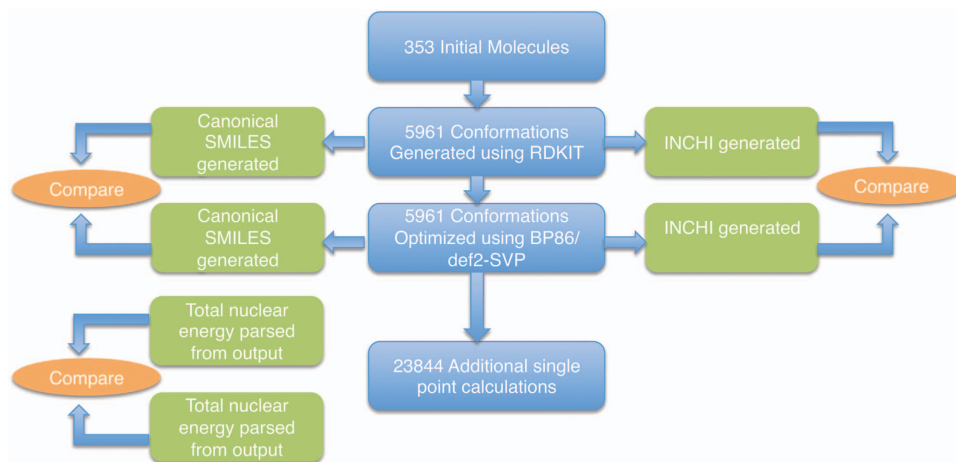 353 Initial Molecules
Canonical
SMILES
generated
5961 Conformations
Generated using RDKIT
INCHI generated
Compare
Compare
Canonical
SMILES
generated
5961 Conformations
Optimized using BP86/
def2-SVP
INCHI generated
Total nuclear
energy parsed
from output
Compare
23844 Additional single
point calculations
Total nuclear
energy parsed
from output